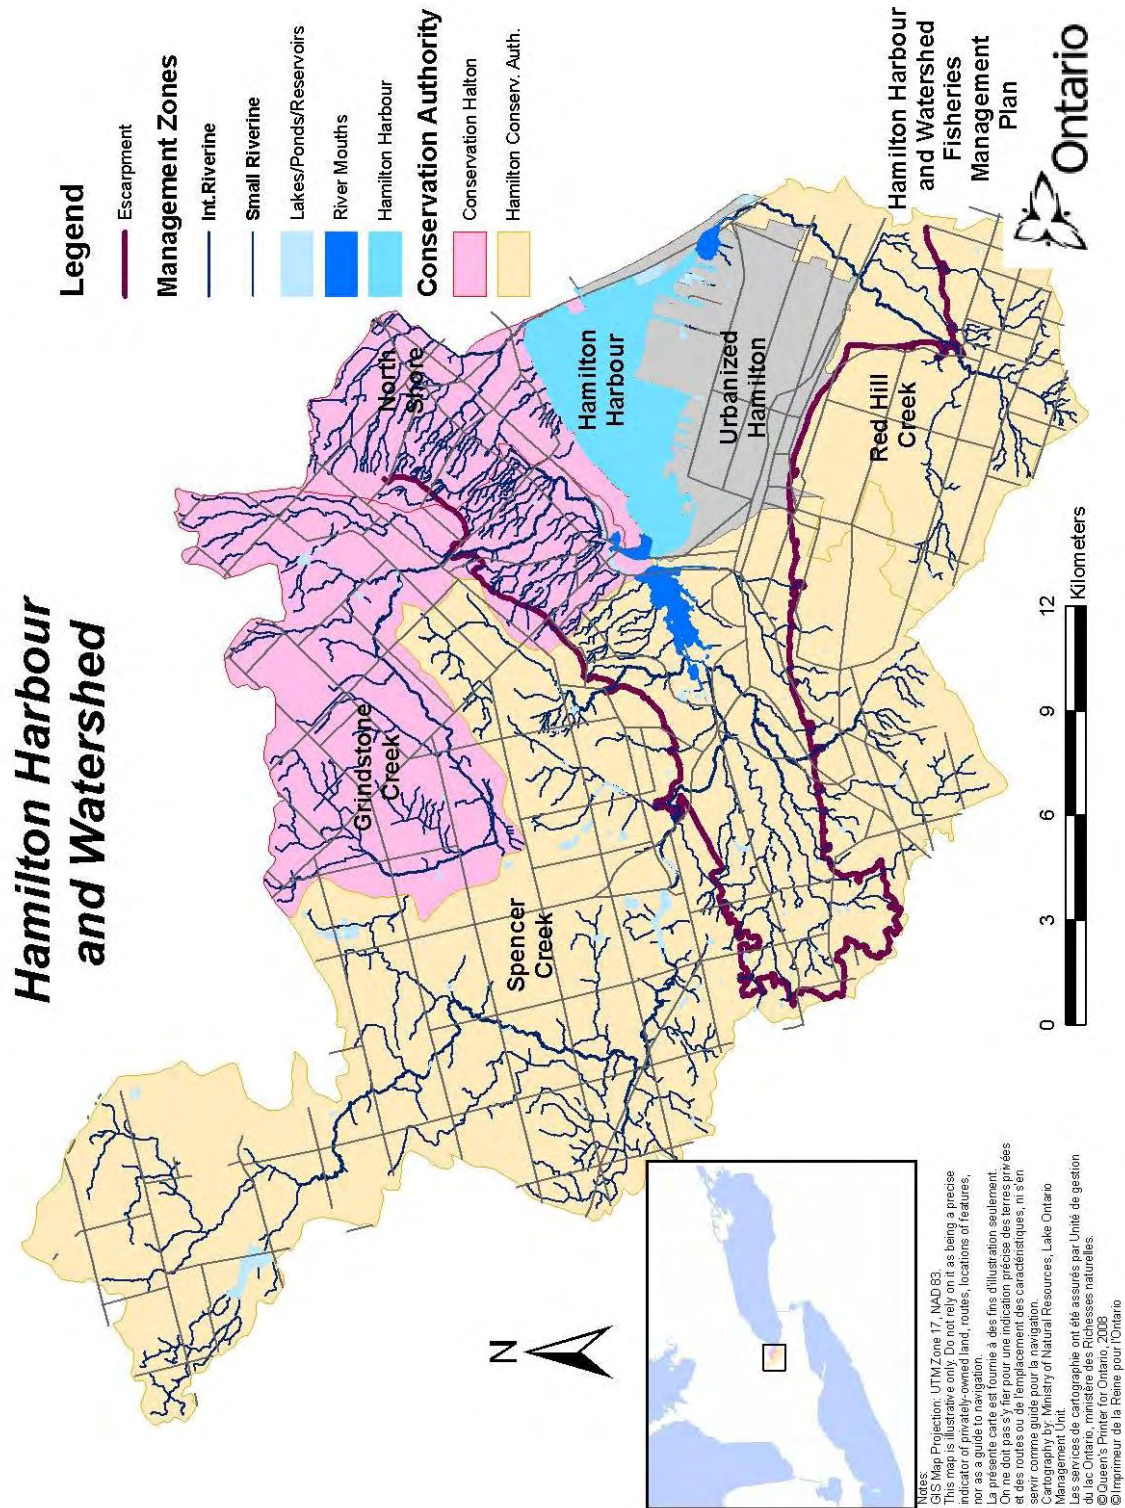 Hamilton Harbour
and Watershed
Legend
Escarpment
Management Zones
Int.Riverine
Small Riverine
Lakes/Ponds/Reservoirs
River Mouths
Hamilton Harbour
Conservation Authority
Conservation Halton
Hamilton Conserv. Auth.
North
Shore
Grindstone
Creek
Hamilton
Harbour
Spencer
Creek
Urbanized
Hamilton
Red Hill
Creek
Hamilton Harbour
and Watershed
Fisheries
Management
Plan
Ontario
N
0
3
6
9
12
Kilometers
Notes:
GIS Map Projection: UTM Zone 17, NAD 83.
This map is illustrative only. Do not rely on it as being a precise
indicator of privately-owned land, routes, locations of features,
nor as a guide to navigation.
La présente carte est fournie à des fins d'illustration seulement.
On ne doit pas s'y fier pour une indication précise des terres privées
et des routes ou de l'emplacement des caractéristiques, ni s'en
servir comme guide pour la navigation.
Cartography by: Ministry of Natural Resources, Lake Ontario
Management Unit.
Les services de cartographie ont été assurés par Unité de gestion
du lac Ontario, ministère des Richesses naturelles.
©Queen's Printer for Ontario, 2008
©Imprimeur de la Reine pour l'Ontario